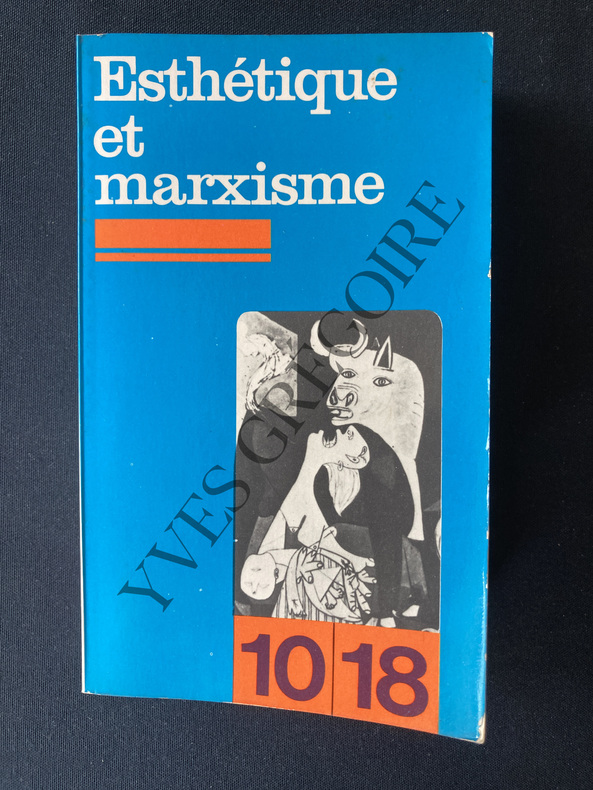 Esthétique
et
marxisme
YVES GREGOIRE
10 18